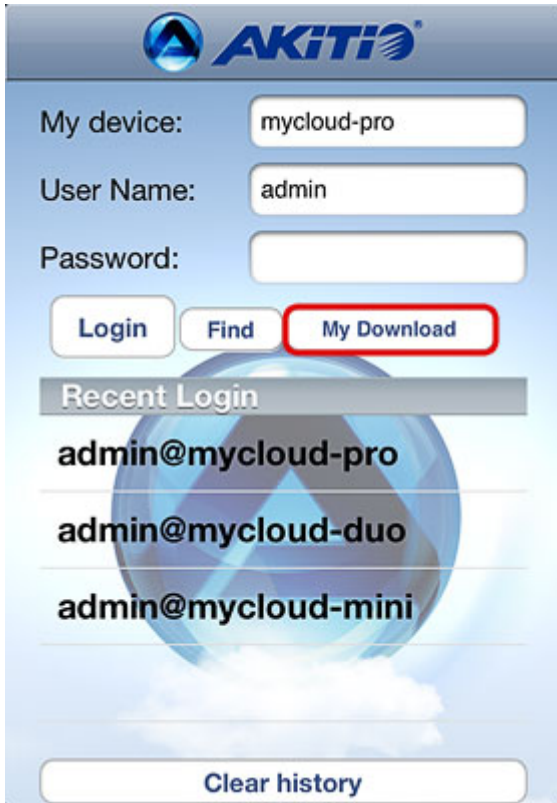 AKiTiO®
My device: mycloud-pro
User Name: admin
Password:
Login Find My Download
Recent Login
admin@mycloud-pro
admin@mycloud-duo
admin@mycloud-mini
Clear history